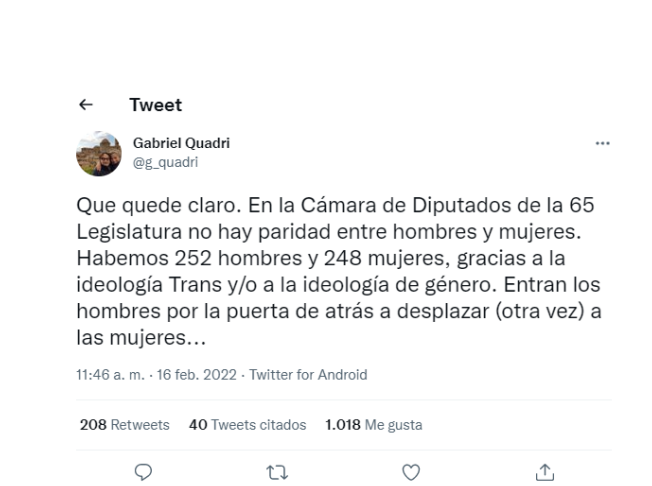 Tweet
Gabriel Quadri
@g_quadri
Que quede claro. En la Cámara de Diputados de la 65
Legislatura no hay paridad entre hombres y mujeres.
Habemos 252 hombres y 248 mujeres, gracias a la
ideología Trans y/o a la ideología de género. Entran los
hombres por la puerta de atrás a desplazar (otra vez) a
las mujeres...
11:46 a. m. · 16 feb. 2022 · Twitter for Android
208 Retweets 40 Tweets citados 1.018 Me gusta